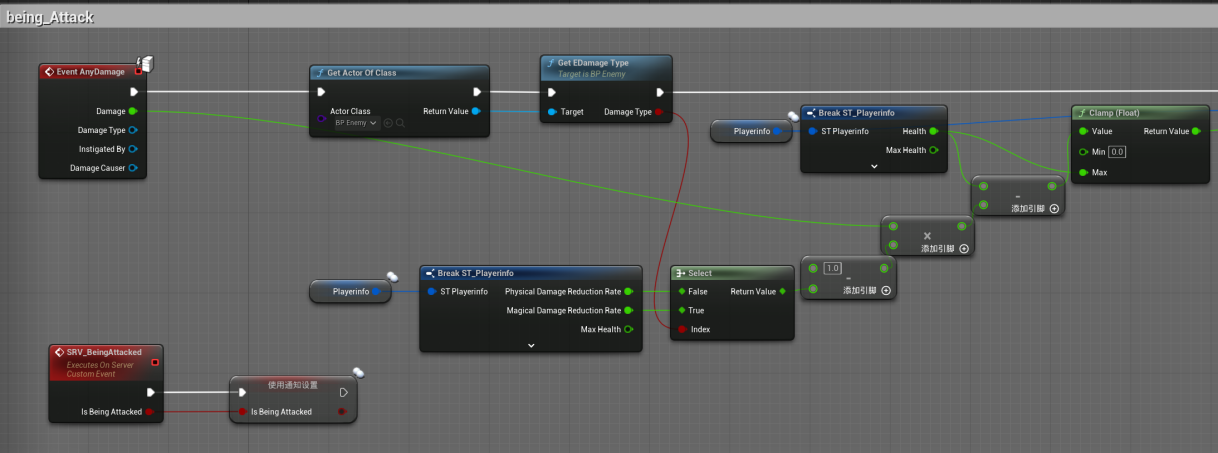 being_Attack
Event AnyDamage
Damage
Damage Type
Instigated By
Damage Causer
Get Actor Of Class
Actor Class
BP Enemy
Return Value
Get EDamage Type
Target is BP Enemy
Target
Damage Type
Playerinfo
Break ST_Playerinfo
ST Playerinfo
Health
Max Health
Clamp (Float)
Value
Return Value
Min 0.0
Max
-
添加引脚
x
添加引脚
1.0
-
添加引脚
Playerinfo
Break ST_Playerinfo
ST Playerinfo
Physical Damage Reduction Rate
Magical Damage Reduction Rate
Max Health
Select
False
Return Value
True
Index
SRV_BeingAttacked
Executes On Server
Custom Event
Is Being Attacked
使用通知设置
Is Being Attacked